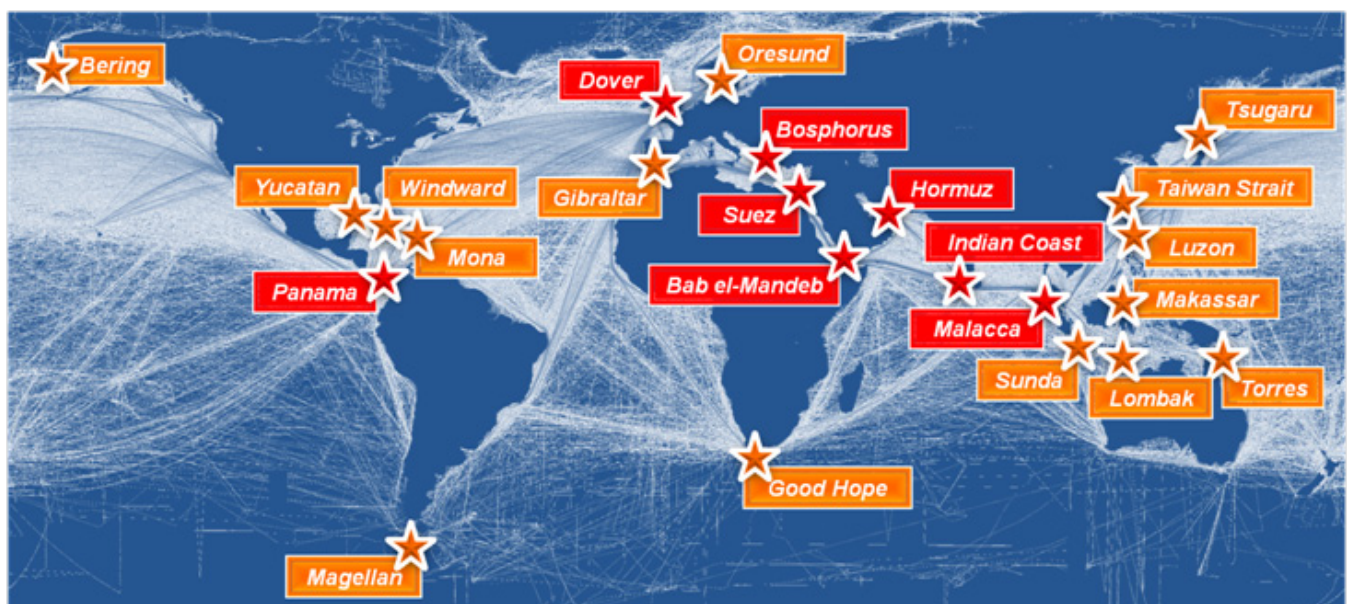 Bering
Oresund
Dover
Tsugaru
Bosphorus
Yucatan
Windward
Gibraltar
Hormuz
Taiwan Strait
Suez
Mona
Indian Coast
Luzon
Panama
Bab el-Mandeb
Makassar
Malacca
Sunda
Lombak
Torres
Good Hope
Magellan